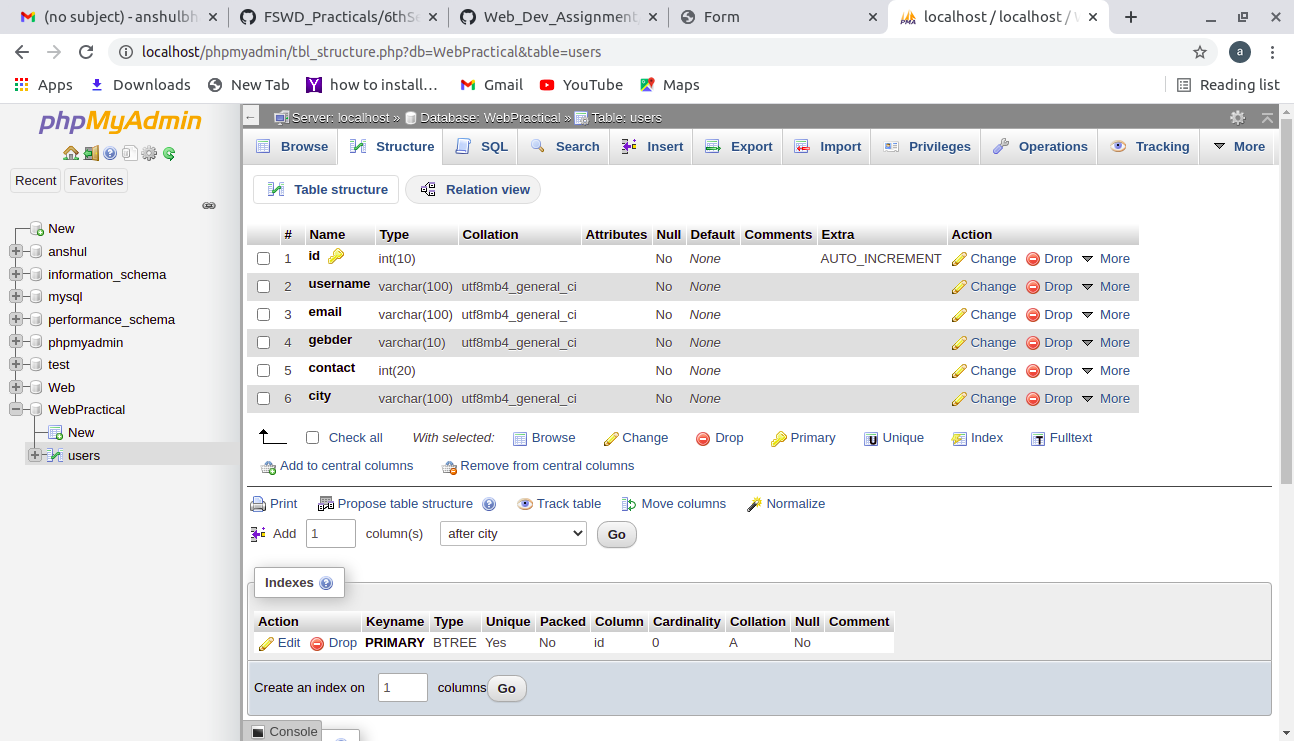 (no subject) - anshulbh
FSWD_Practicals/6thSe
Web_Dev_Assignment
Form
localhost / localhost / W
localhost/phpmyadmin/tbl_structure.php?db=WebPractical&table=users
a
Apps
Downloads
New Tab
how to install…
Gmail
YouTube
Maps
Reading list
phpMyAdmin
Recent
Favorites
New
anshul
information_schema
mysql
performance_schema
phpmyadmin
test
Web
WebPractical
New
users
Server: localhost » Database: WebPractical » Table: users
Browse Structure SQL Search Insert Export Import Privileges Operations Tracking More
Table structure Relation view
# Name Type Collation Attributes Null Default Comments Extra Action
1 id int(10) No None AUTO_INCREMENT Change Drop More
2 username varchar(100) utf8mb4_general_ci No None Change Drop More
3 email varchar(100) utf8mb4_general_ci No None Change Drop More
4 gebder varchar(10) utf8mb4_general_ci No None Change Drop More
5 contact int(20) No None Change Drop More
6 city varchar(100) utf8mb4_general_ci No None Change Drop More
Check all With selected: Browse Change Drop Primary Unique Index Fulltext
Add to central columns Remove from central columns
Print Propose table structure Track table Move columns Normalize
Add 1 column(s) after city Go
Indexes
Action Keyname Type Unique Packed Column Cardinality Collation Null Comment
Edit Drop PRIMARY BTREE Yes No id 0 A No
Create an index on 1 columns Go
Console